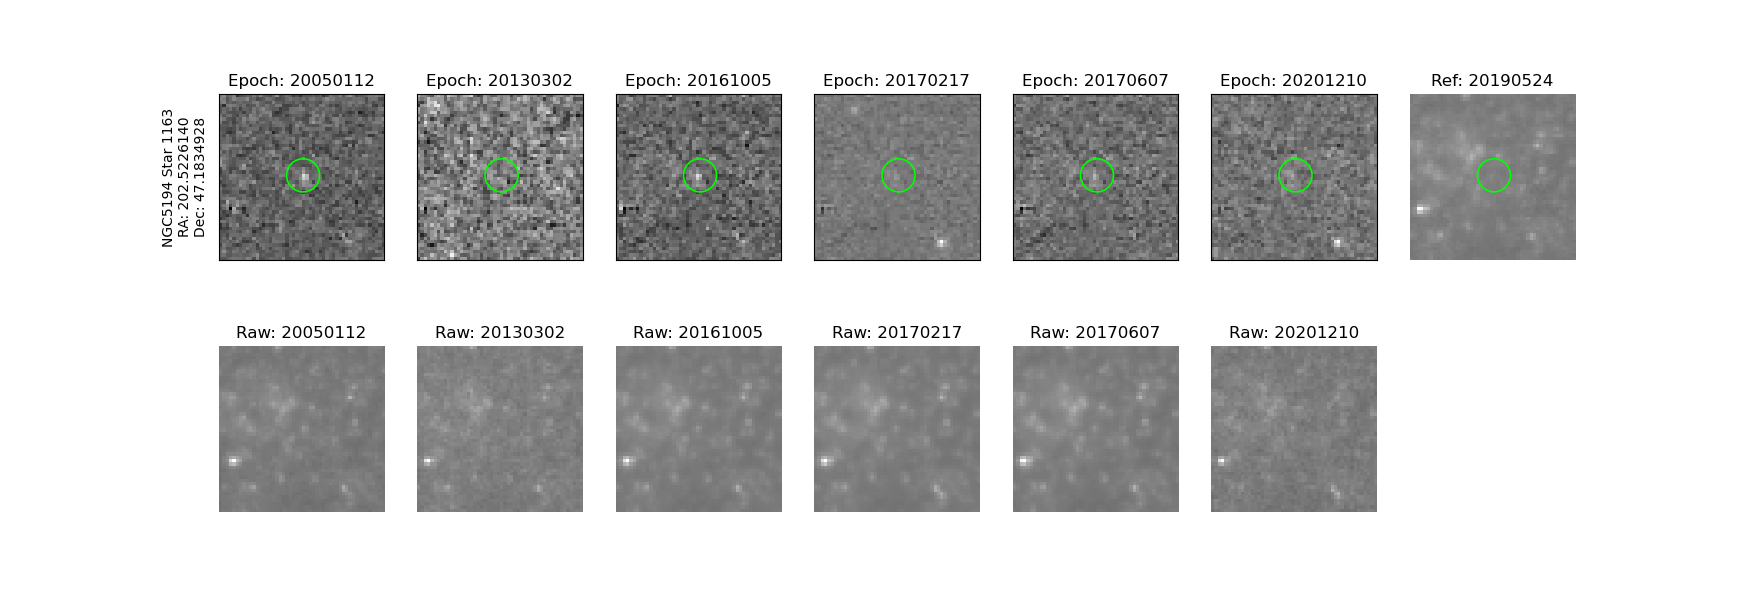 Epoch: 20050112
Epoch: 20130302
Epoch: 20161005
Epoch: 20170217
Epoch: 20170607
Epoch: 20201210
Ref: 20190524
NGC5194 Star 1163
RA: 202.5226140
Dec: 47.1834928
Raw: 20050112
Raw: 20130302
Raw: 20161005
Raw: 20170217
Raw: 20170607
Raw: 20201210